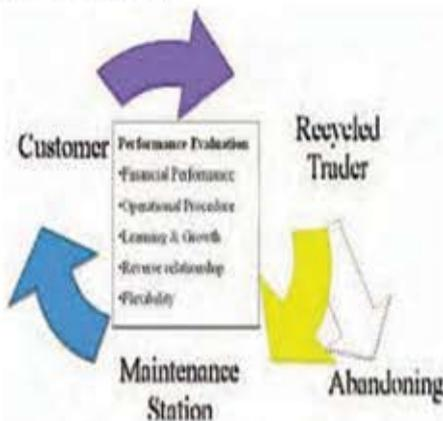 Customer
Performance Evaluation
•Financial Performance
•Operational Procedure
•Learning & Growth
•Reverse relationship
•Flexibility
Recycled
Trader
Maintenance
Station
Abandoning